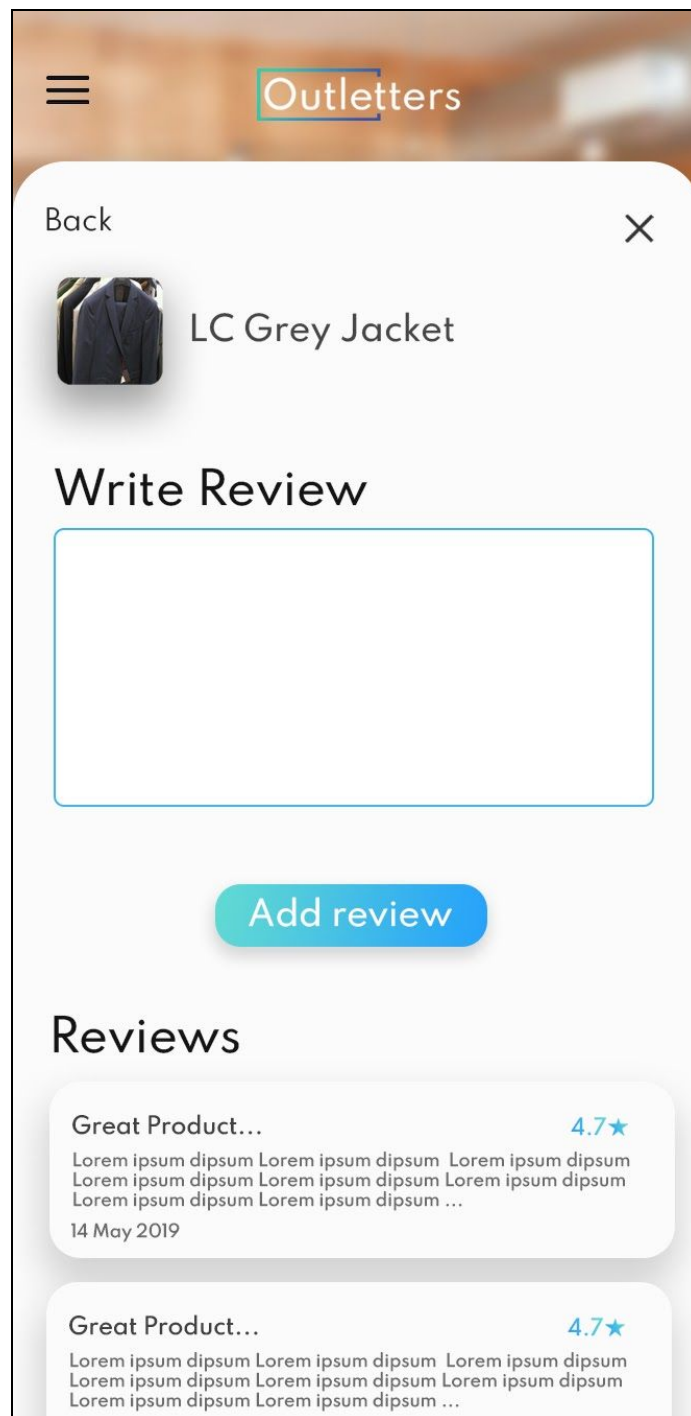 Outletters
Back
LC Grey Jacket
Write Review
Add review
Reviews
Great Product...
4.7★
Lorem ipsum dipsum Lorem ipsum dipsum  Lorem ipsum dipsum
Lorem ipsum dipsum Lorem ipsum dipsum Lorem ipsum dipsum
Lorem ipsum dipsum Lorem ipsum dipsum ...
14 May 2019
Great Product...
4.7★
Lorem ipsum dipsum Lorem ipsum dipsum  Lorem ipsum dipsum
Lorem ipsum dipsum Lorem ipsum dipsum Lorem ipsum dipsum
Lorem ipsum dipsum Lorem ipsum dipsum ...